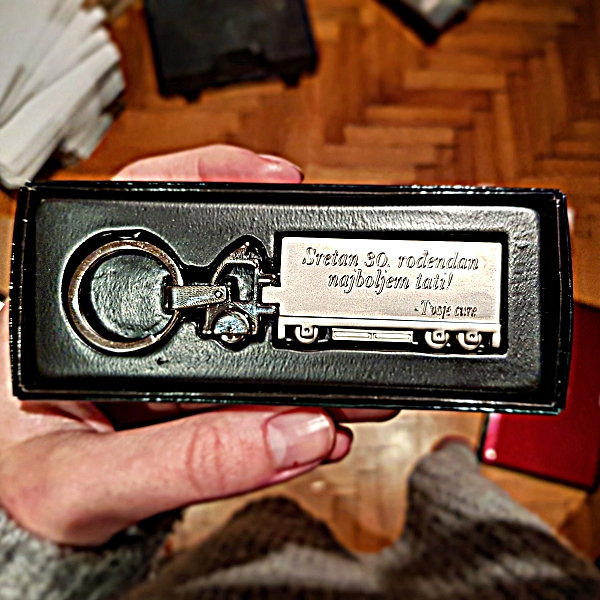 Sretan 30. rođendan
najboljem tati!
-Tvoje cure